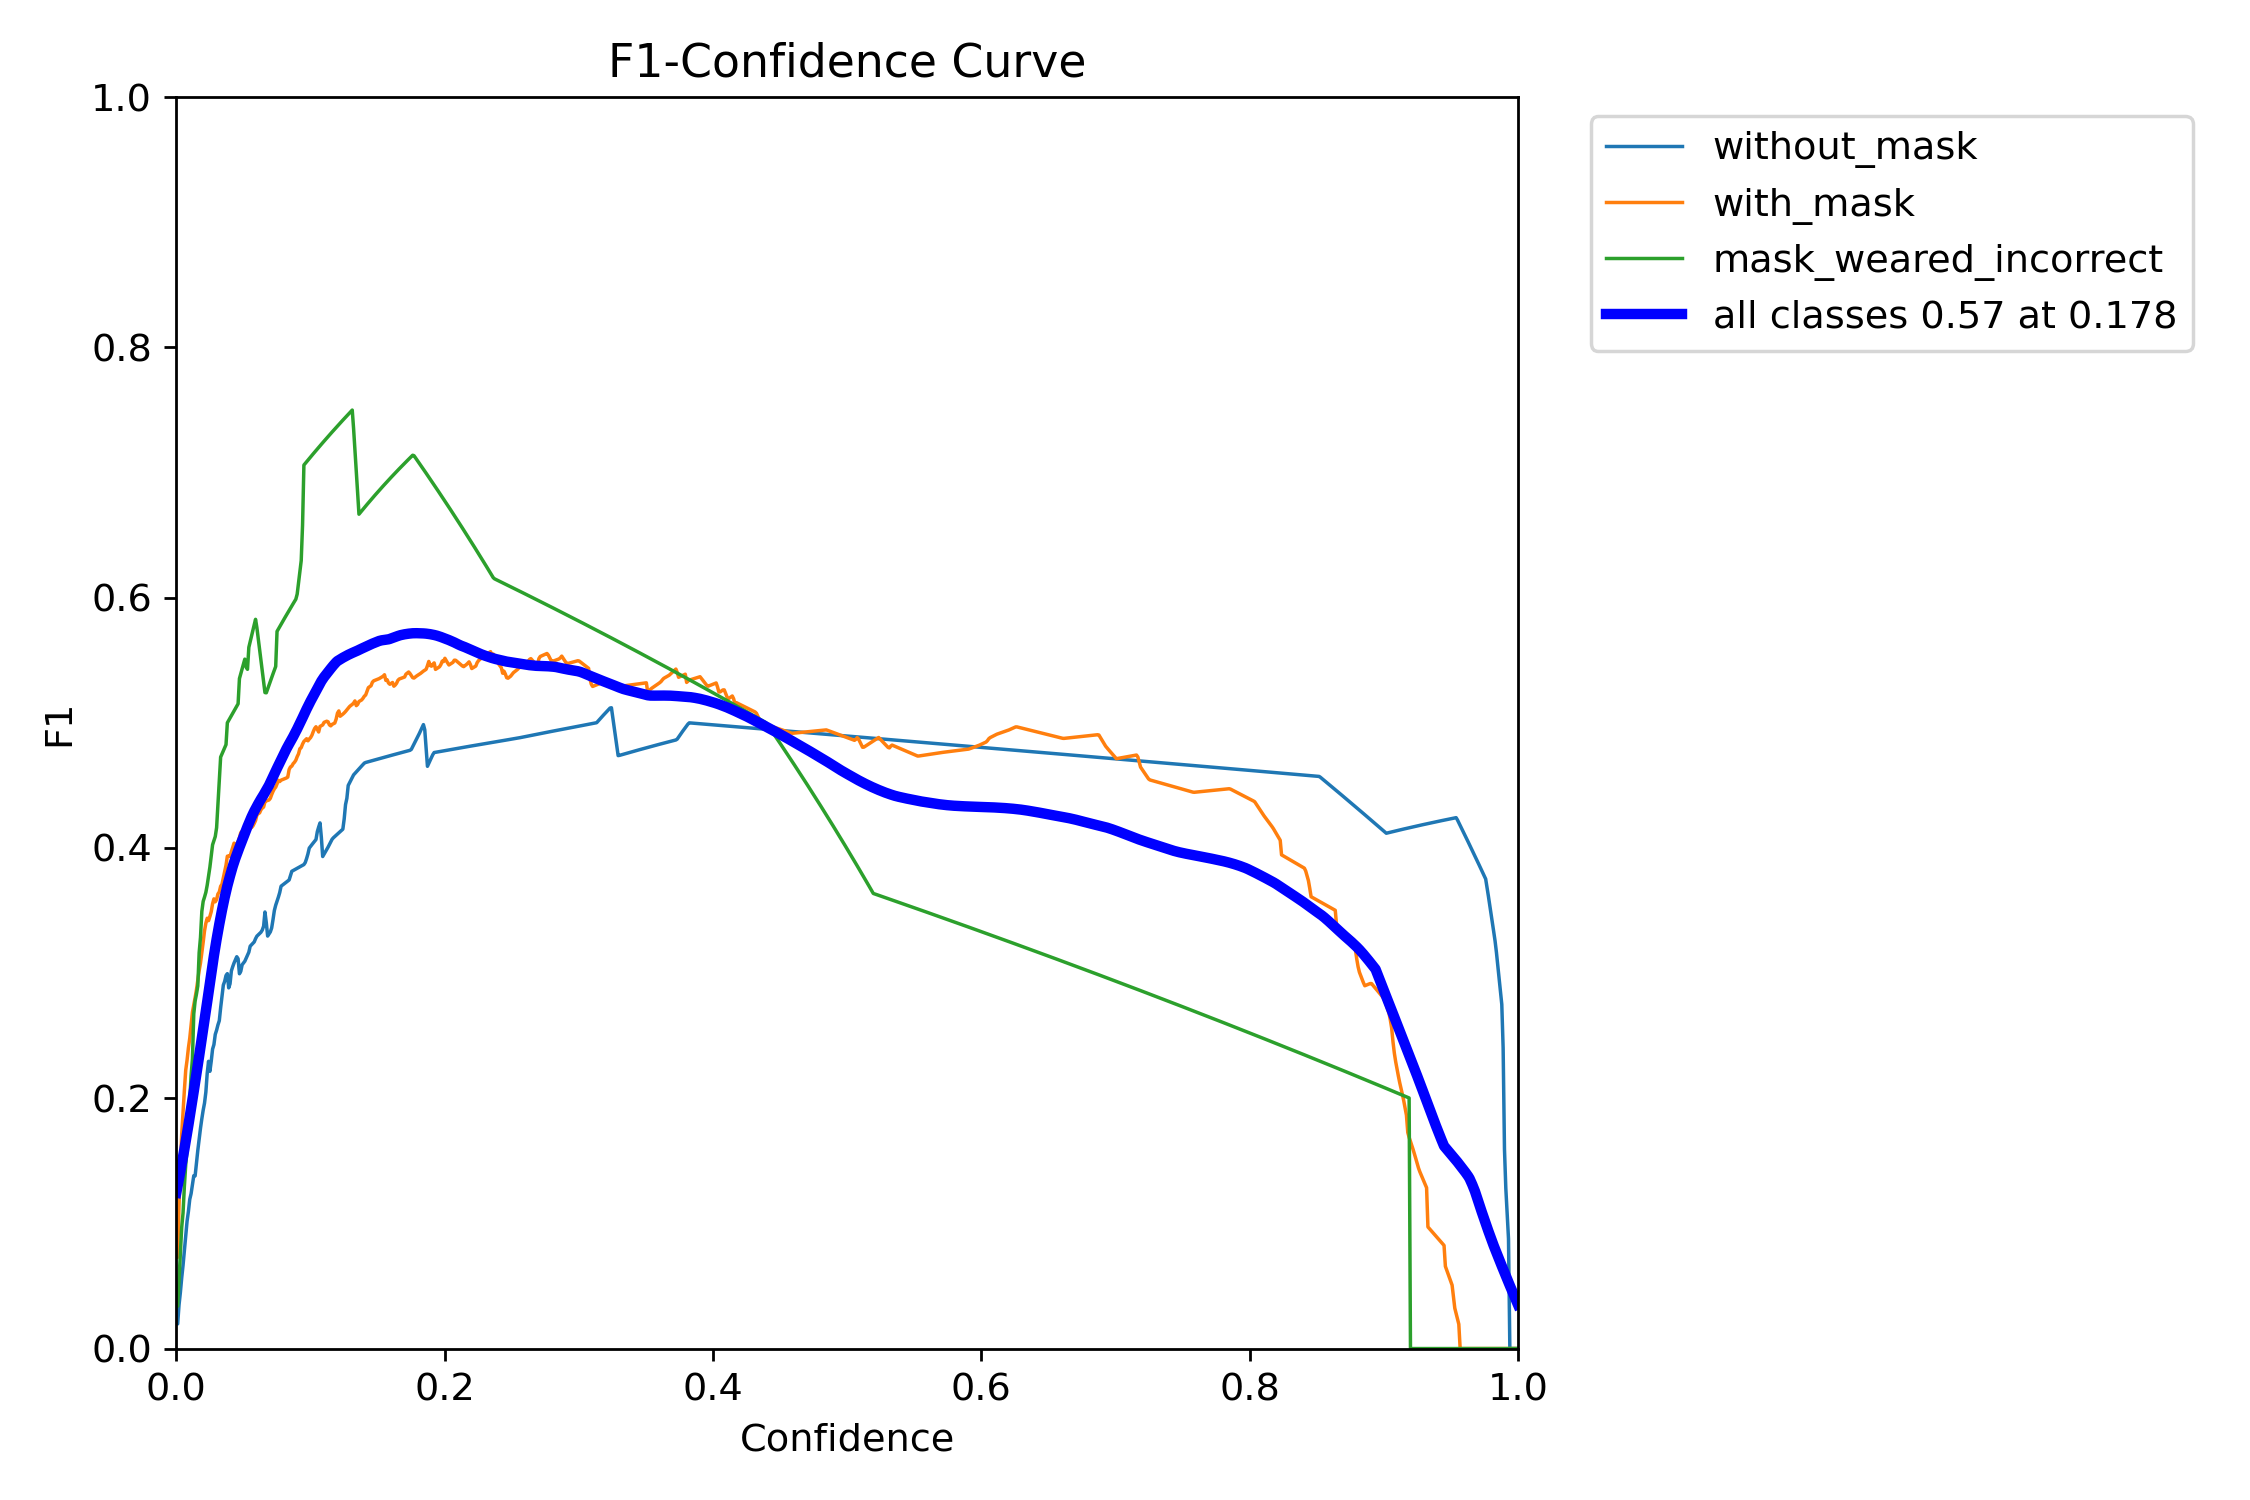 F1-Confidence Curve
1.0
0.8
0.6
0.4
0.2
0.0
F1
0.0 0.2 0.4 0.6 0.8 1.0
Confidence
without_mask
with_mask
mask_weared_incorrect
all classes 0.57 at 0.178